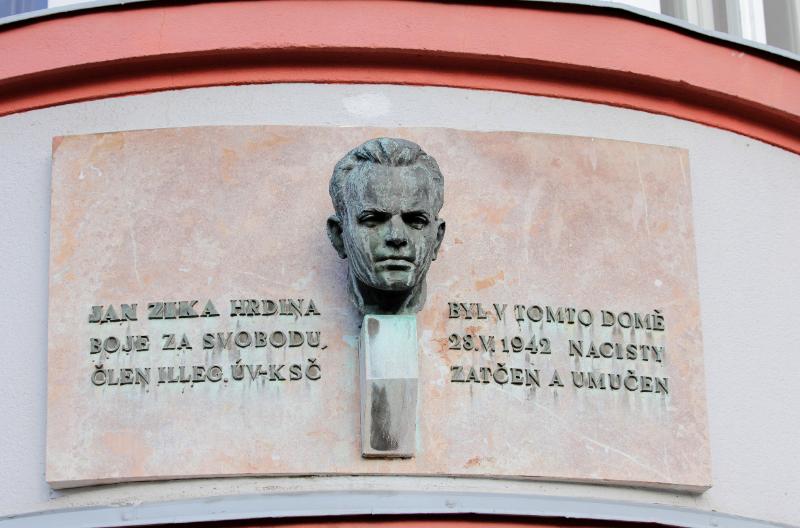 JAN ZIKA HRDINA
BOJE ZA SVOBODU,
ČLEN ILLEG. ÚV-KSČ
BYL V TOMTO DOMĚ
28.V.1942 NACISTY
ZATČEN A UMUČEN